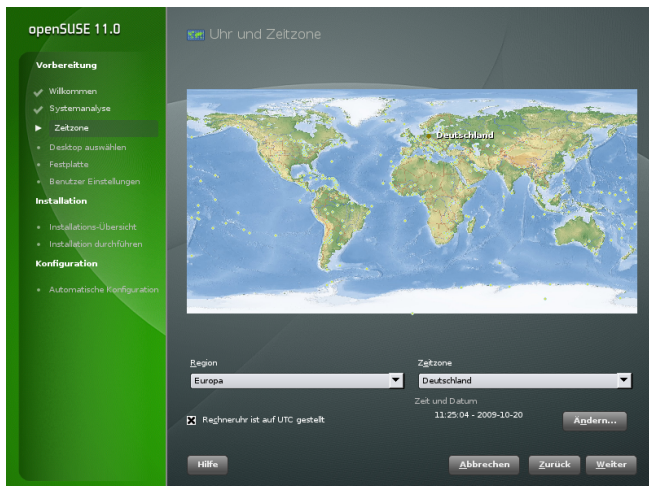 openSUSE 11.0
Vorbereitung
Willkommen
Systemanalyse
Zeitzone
Desktop auswählen
Festplatte
Benutzer Einstellungen
Installation
Installations-Übersicht
Installation durchführen
Konfiguration
Automatische Konfiguration
Uhr und Zeitzone
Deutschland
Region
Europa
Zeitzone
Deutschland
Rechneruhr ist auf UTC gestellt
Zeit und Datum
11:25:04 - 2009-10-20
Ändern...
Hilfe
Abbrechen
Zurück
Weiter